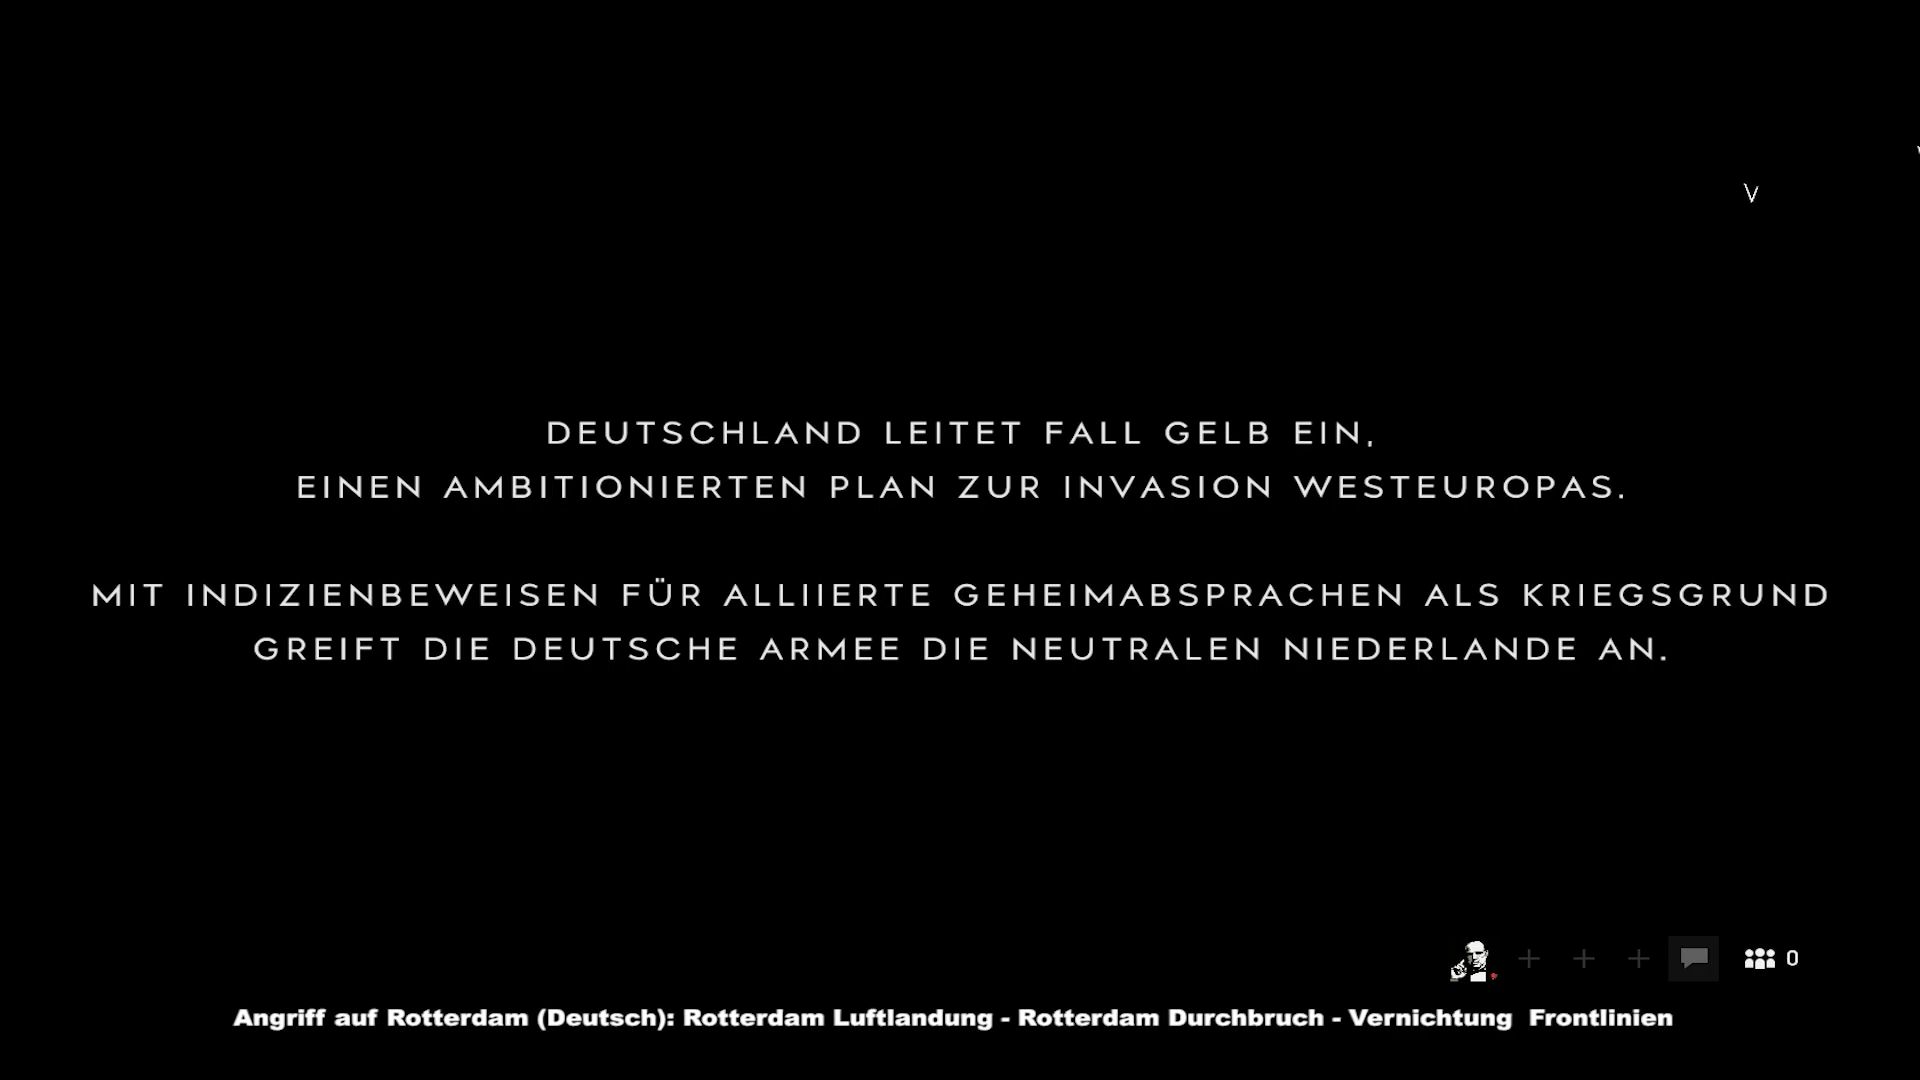 V
DEUTSCHLAND LEITET FALL GELB EIN,
EINEN AMBITIONIERTEN PLAN ZUR INVASION WESTEUROPAS.
MIT INDIZIENBEWEISEN FÜR ALLIIERTE GEHEIMABSPRACHEN ALS KRIEGSGRUND
GREIFT DIE DEUTSCHE ARMEE DIE NEUTRALEN NIEDERLANDE AN.
0
Angriff auf Rotterdam (Deutsch): Rotterdam Luftlandung - Rotterdam Durchbruch - Vernichtung Frontlinien